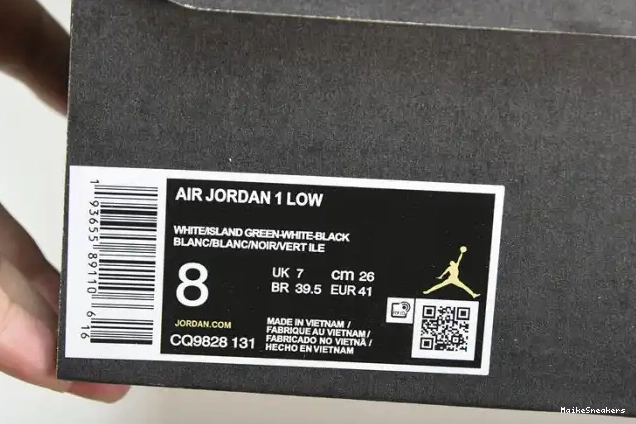 AIR JORDAN 1 LOW
WHITE/ISLAND GREEN-WHITE-BLACK
BLANC/BLANC/NOIR/VERT ILE
8
UK 7 cm 26
BR 39.5 EUR 41
JORDAN.COM
CQ9828 131
MADE IN VIETNAM /
FABRIQUE AU VIETNAM /
FABRICADO NO VIETNÃ /
HECHO EN VIETNAM
1 93655 89110 616
MaikeSneakers